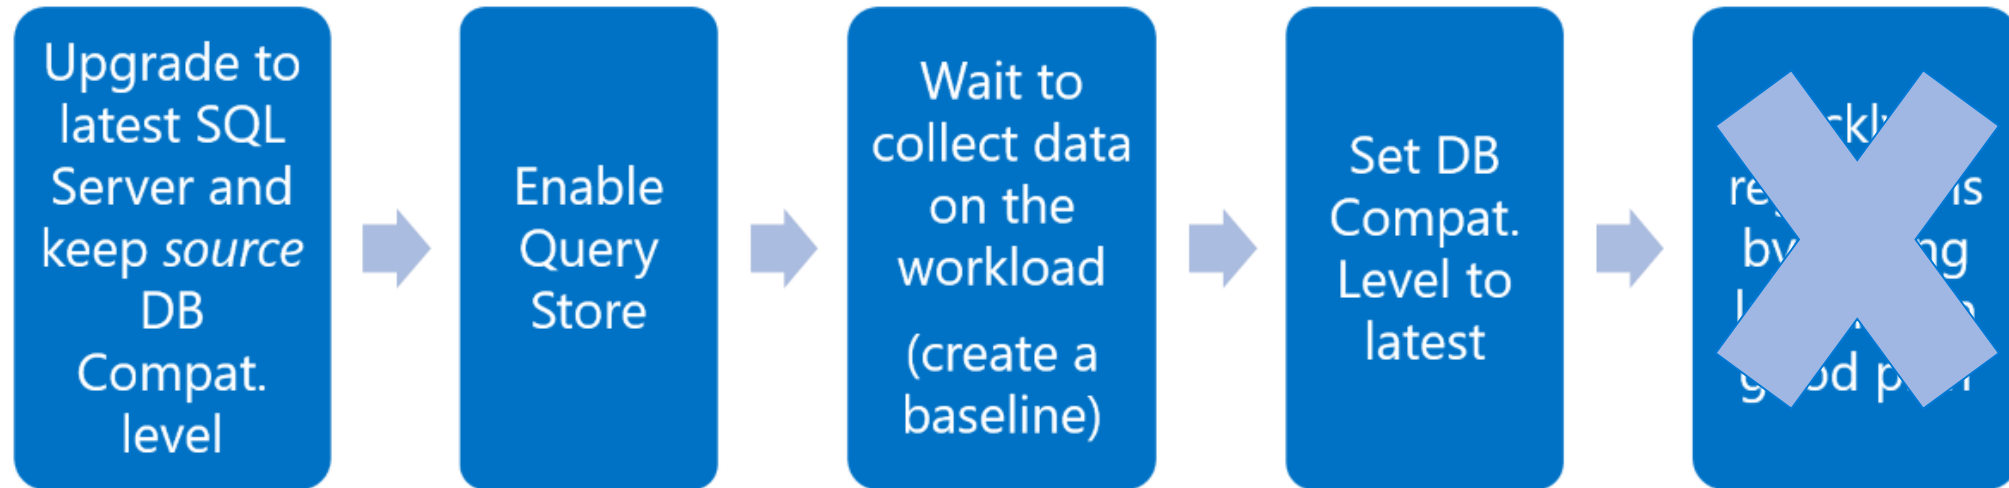 Upgrade to
latest SQL
Server and
keep source
DB
Compat.
level
Enable
Query
Store
Wait to
collect data
on the
workload
(create a
baseline)
Set DB
Compat.
Level to
latest
by